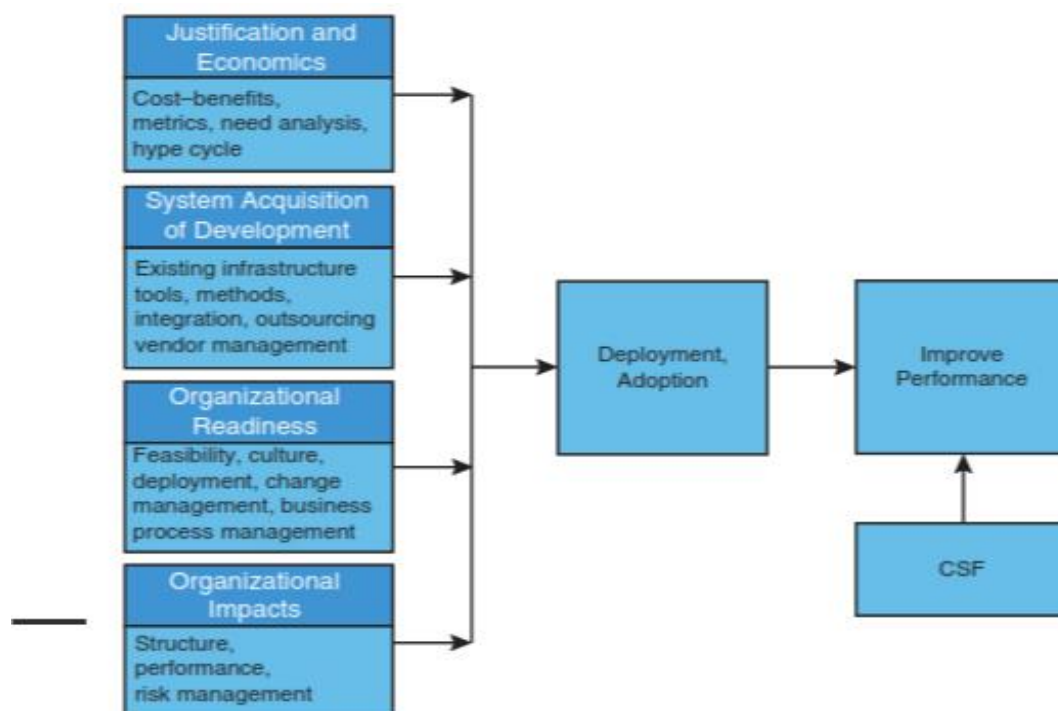 Justification and
Economics
Cost–benefits,
metrics, need analysis,
hype cycle
System Acquisition
of Development
Existing infrastructure
tools, methods,
integration, outsourcing
vendor management
Organizational
Readiness
Feasibility, culture,
deployment, change
management, business
process management
Organizational
Impacts
Structure,
performance,
risk management
Deployment,
Adoption
Improve
Performance
CSF